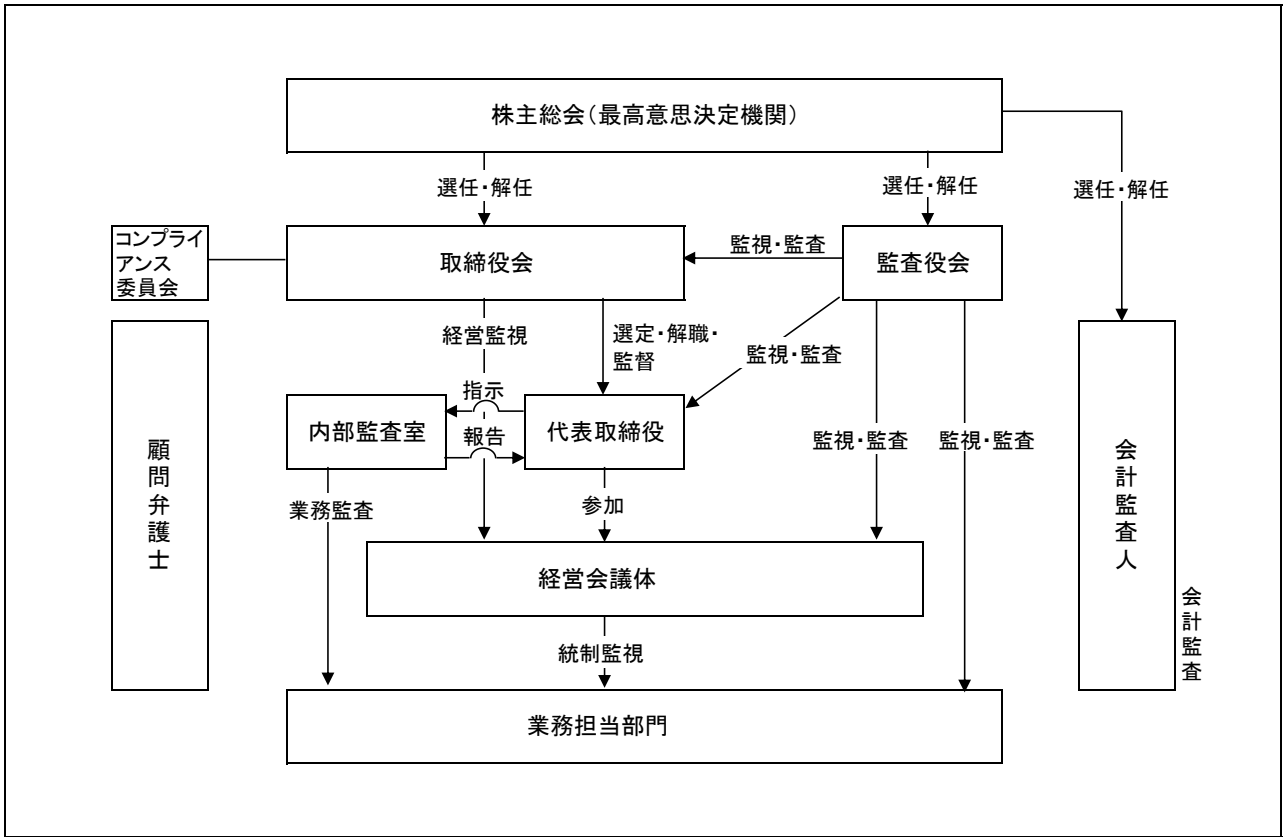 株主総会（最高意思決定機関）
選任・解任
選任・解任
選任・解任
コンプライ
アンス
委員会
取締役会
監視・監査
監査役会
経営監視
選定・解職・
監督
監視・監査
指示
内部監査室
報告
代表取締役
監視・監査
監視・監査
顧問弁護士
会計監査人
業務監査
参加
経営会議体
会計監査
統制監視
業務担当部門